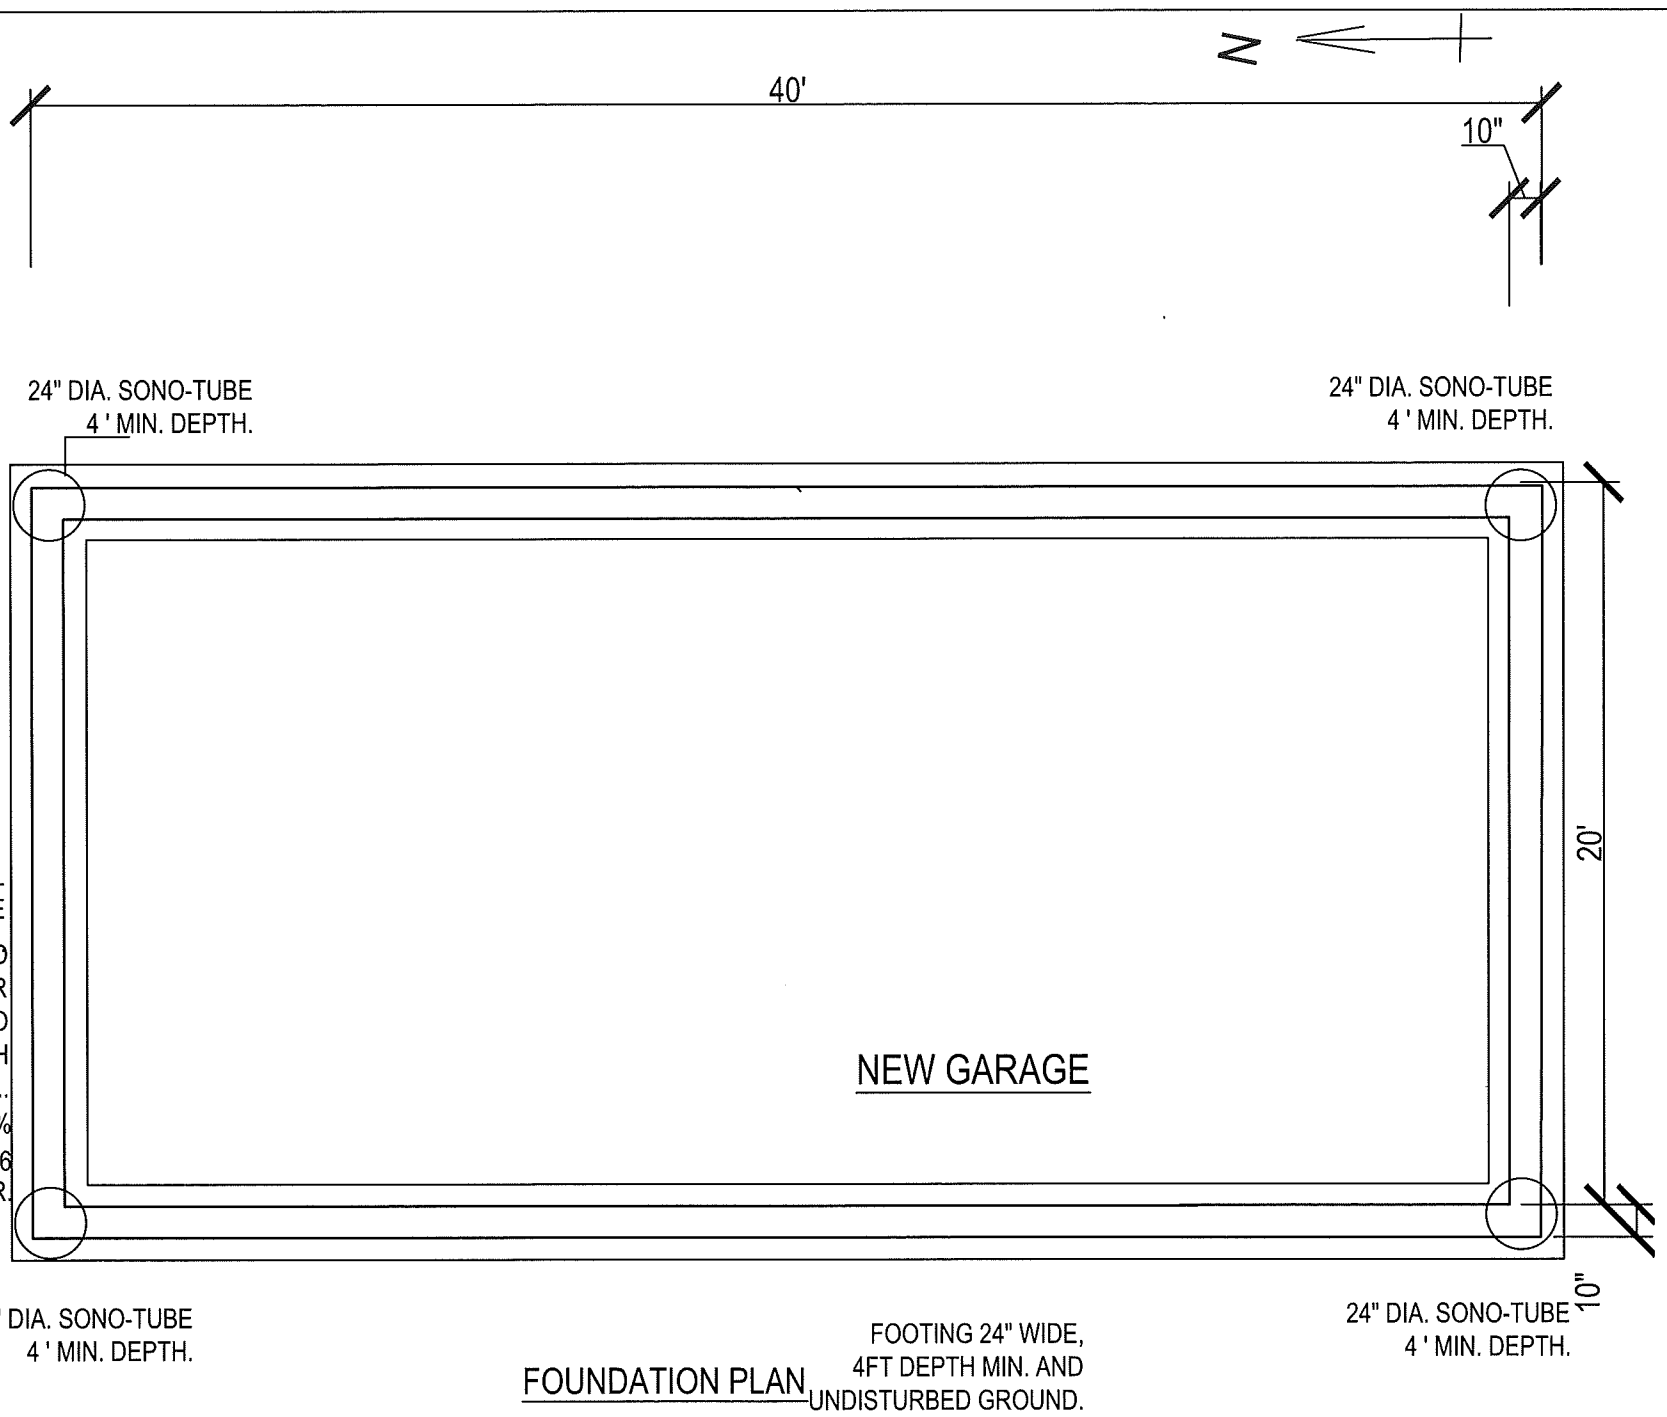 N
40'
10"
24" DIA. SONO-TUBE
4 ' MIN. DEPTH.
24" DIA. SONO-TUBE
4 ' MIN. DEPTH.
20'
NEW GARAGE
10"
DIA. SONO-TUBE
4 ' MIN. DEPTH.
24" DIA. SONO-TUBE
4 ' MIN. DEPTH.
FOOTING 24" WIDE,
4FT DEPTH MIN. AND
UNDISTURBED GROUND.
FOUNDATION PLAN